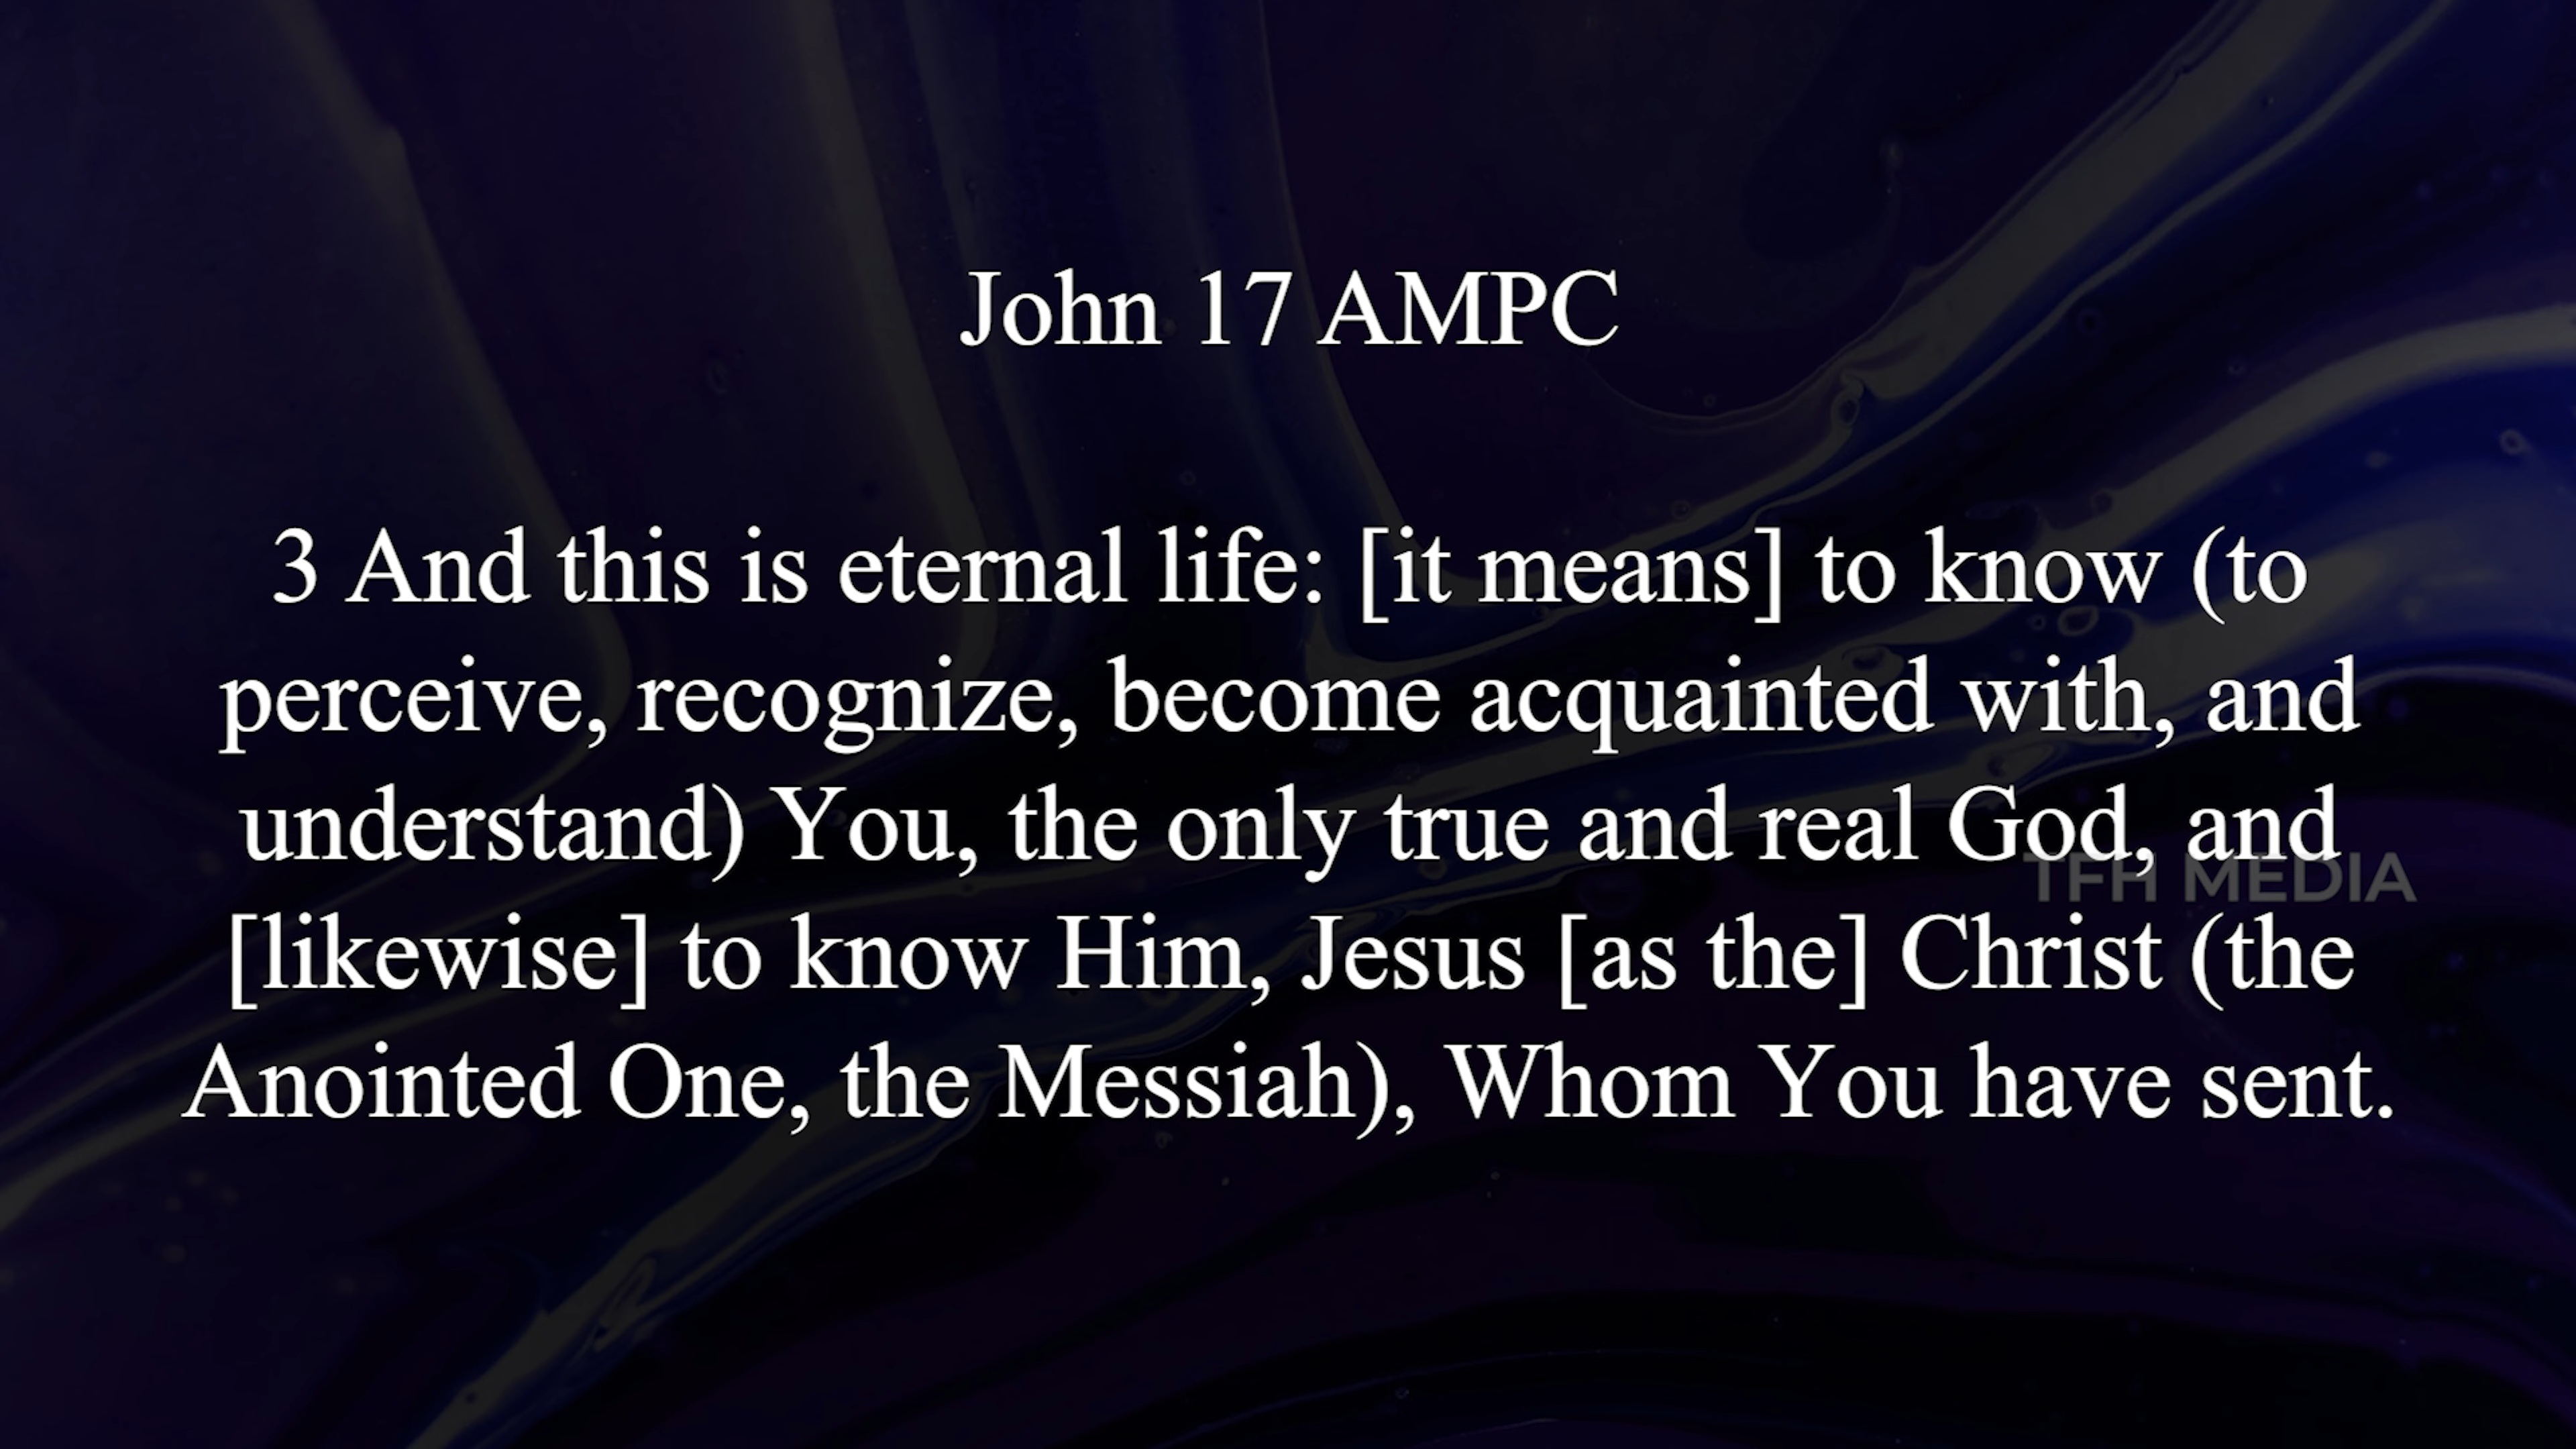 John 17 AMPC
3 And this is eternal life: [it means] to know (to
perceive, recognize, become acquainted with, and
understand) You, the only true and real God, and
TFH MEDIA
[likewise] to know Him, Jesus [as the] Christ (the
Anointed One, the Messiah), Whom You have sent.